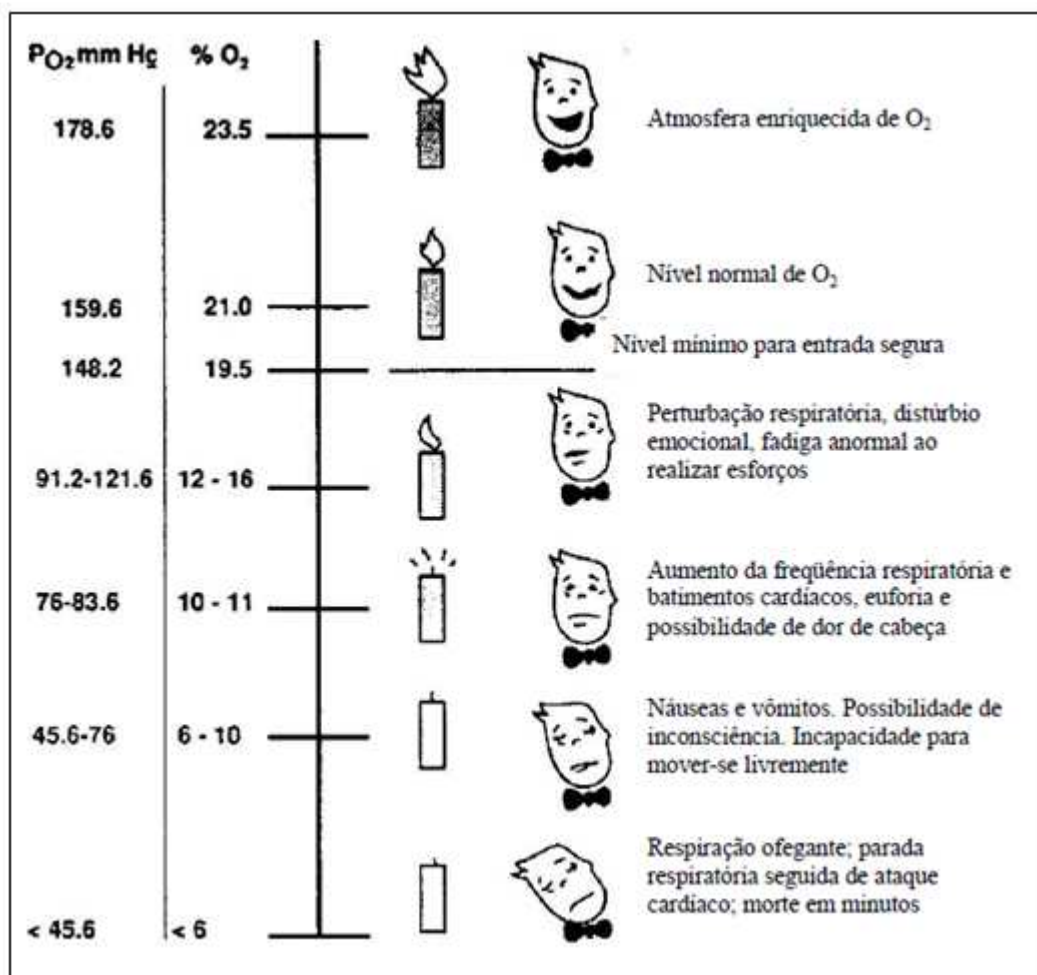 PO₂ mm Hg % O₂
178.6 23.5 Atmosfera enriquecida de O₂
159.6 21.0 Nível normal de O₂
Nível mínimo para entrada segura
148.2 19.5
Perturbação respiratória, distúrbio
emocional, fadiga anormal ao
realizar esforços
91.2-121.6 12 - 16
Aumento da freqüência respiratória e
batimentos cardíacos, euforia e
possibilidade de dor de cabeça
76-83.6 10 - 11
Náuseas e vômitos. Possibilidade de
inconsciência. Incapacidade para
mover-se livremente
45.6-76 6 - 10
Respiração ofegante; parada
respiratória seguida de ataque
cardíaco; morte em minutos
< 45.6 < 6